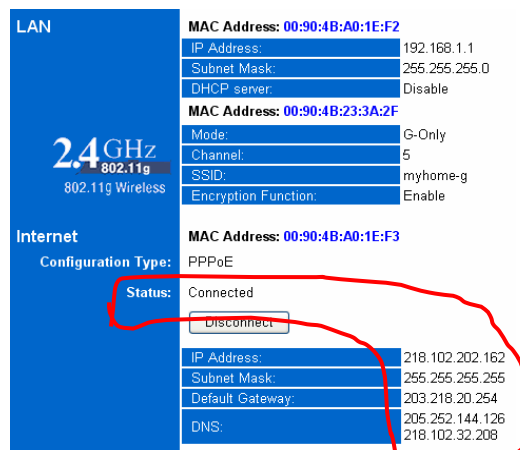 LAN
MAC Address: 00:90:4B:A0:1E:F2
IP Address: 192.168.1.1
Subnet Mask: 255.255.255.0
DHCP server: Disable
MAC Address: 00:90:4B:23:3A:2F
Mode: G-Only
Channel: 5
SSID: myhome-g
Encryption Function: Enable
2.4 GHz
802.11g
802.11g Wireless
Internet
MAC Address: 00:90:4B:A0:1E:F3
Configuration Type: PPPoE
Status: Connected
Disconnect
IP Address: 218.102.202.162
Subnet Mask: 255.255.255.255
Default Gateway: 203.218.20.254
DNS: 205.252.144.126
218.102.32.208